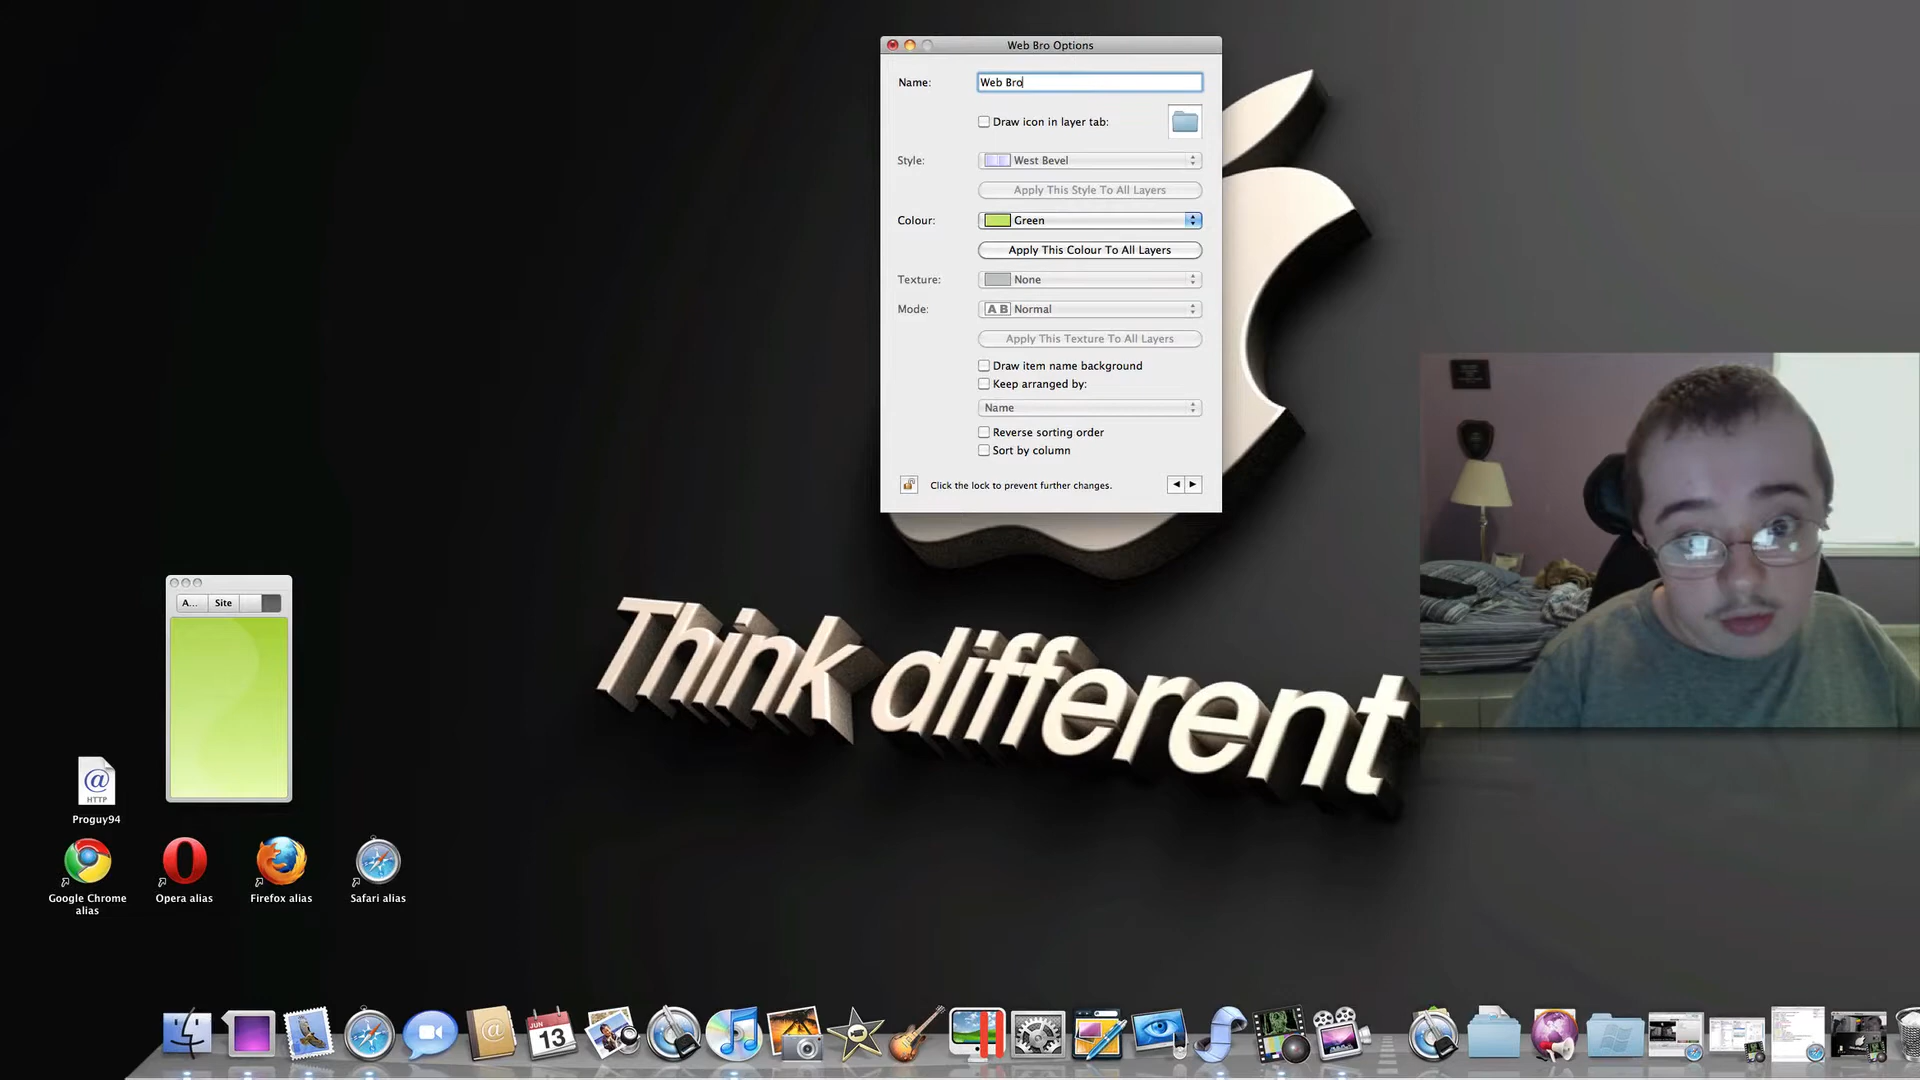 Web Bro Options
Name:
Web Bro
Draw icon in layer tab:
Style:
West Bevel
Apply This Style To All Layers
Colour:
Green
Apply This Colour To All Layers
Texture:
None
Mode:
A B Normal
Apply This Texture To All Layers
Draw item name background
Keep arranged by:
Name
Reverse sorting order
Sort by column
Click the lock to prevent further changes.
A...
Site
Think different
@
HTTP
Proguy94
Google Chrome
alias
Opera alias
Firefox alias
Safari alias
JUN
13